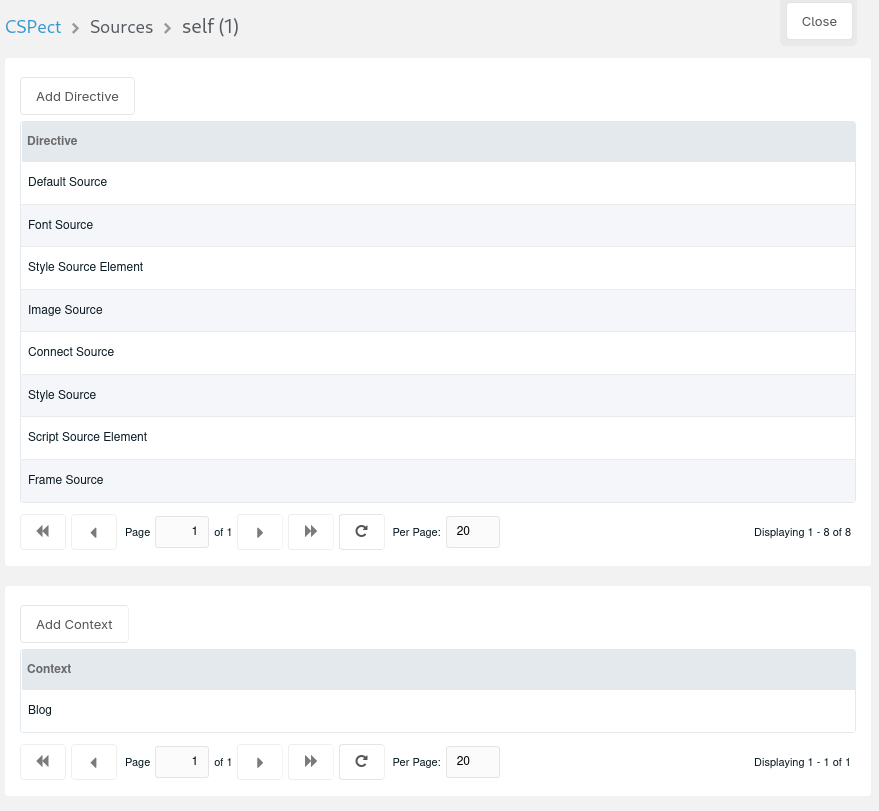 CSPect > Sources > self (1)
Close
Add Directive
Directive
Default Source
Font Source
Style Source Element
Image Source
Connect Source
Style Source
Script Source Element
Frame Source
Page 1 of 1 Per Page: 20 Displaying 1 - 8 of 8
Add Context
Context
Blog
Page 1 of 1 Per Page: 20 Displaying 1 - 1 of 1